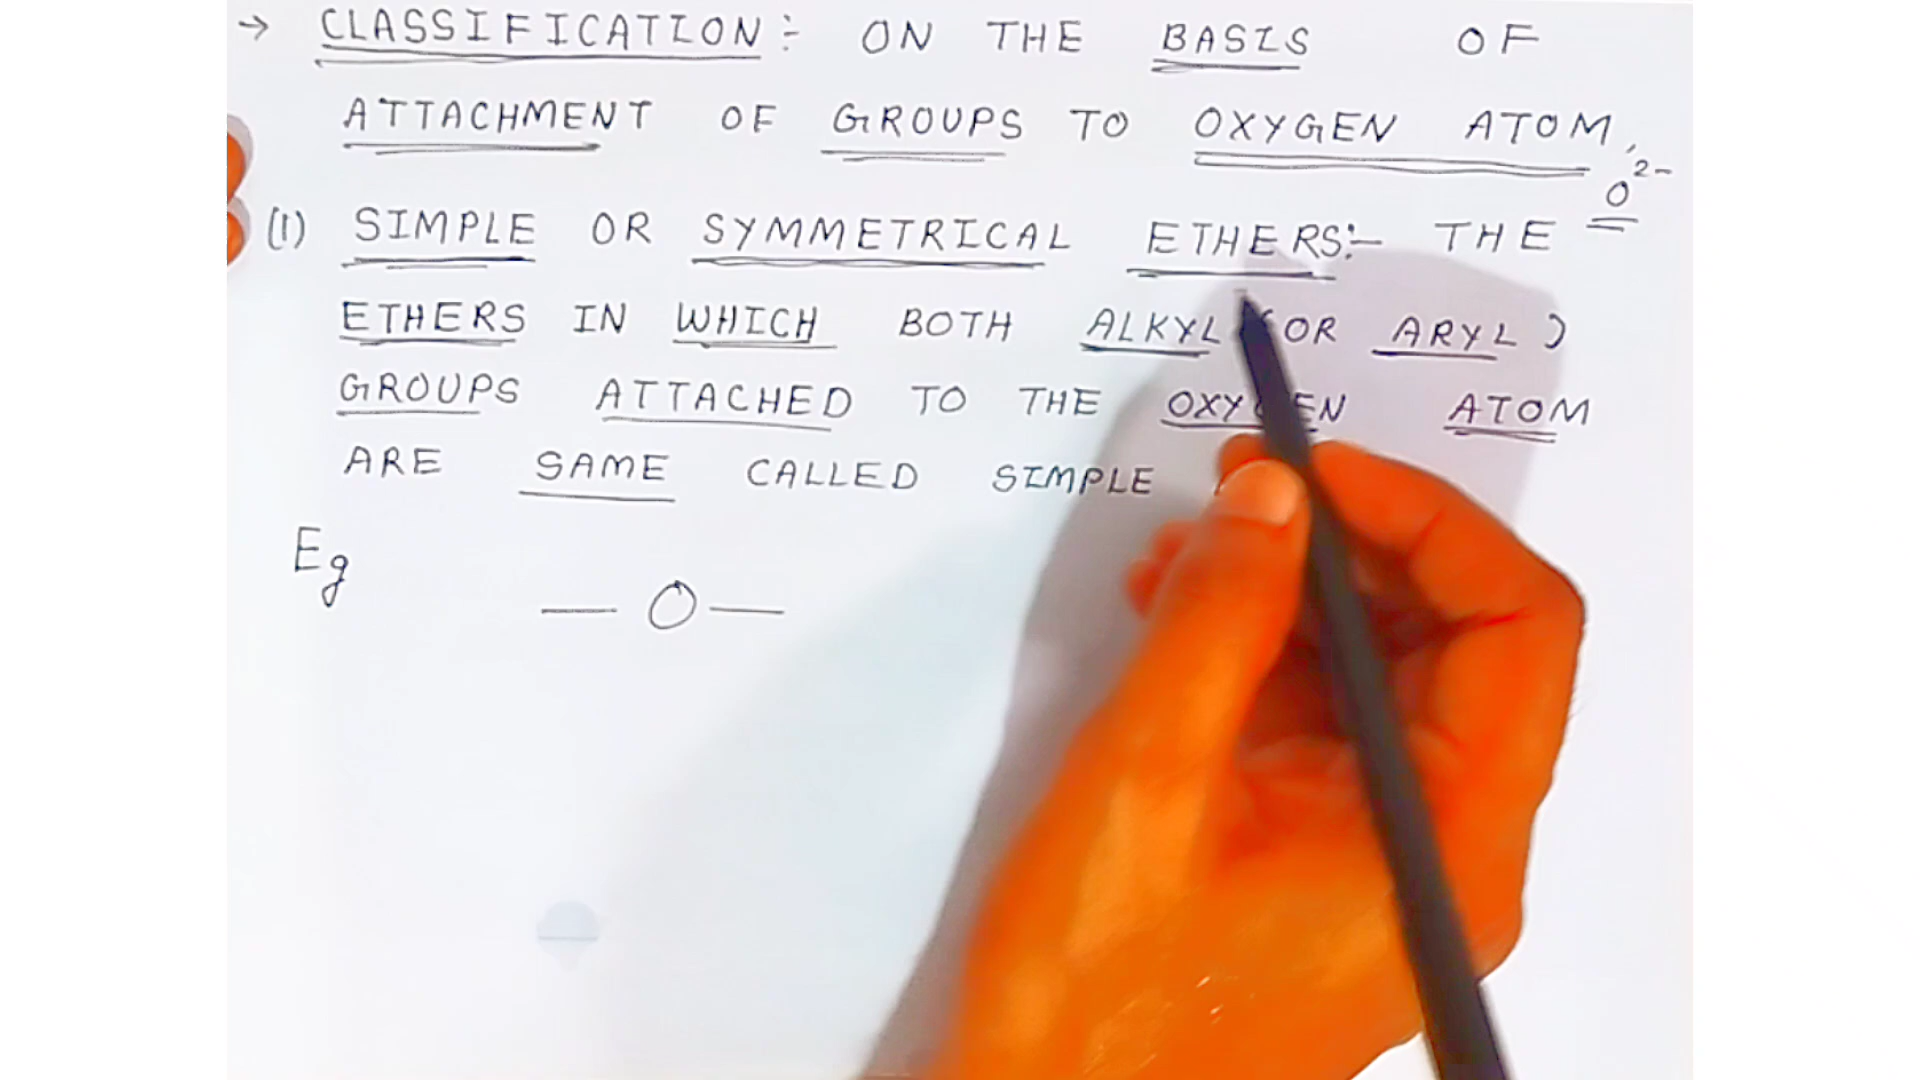 → CLASSIFICATION :- ON THE BASIS OF
ATTACHMENT OF GROUPS TO OXYGEN ATOM,
O2-
(1) SIMPLE OR SYMMETRICAL ETHERS:- THE
ETHERS IN WHICH BOTH ALKYL (OR ARYL)
GROUPS ATTACHED TO THE OXYGEN ATOM
ARE SAME CALLED SIMPLE
Eg
— O —